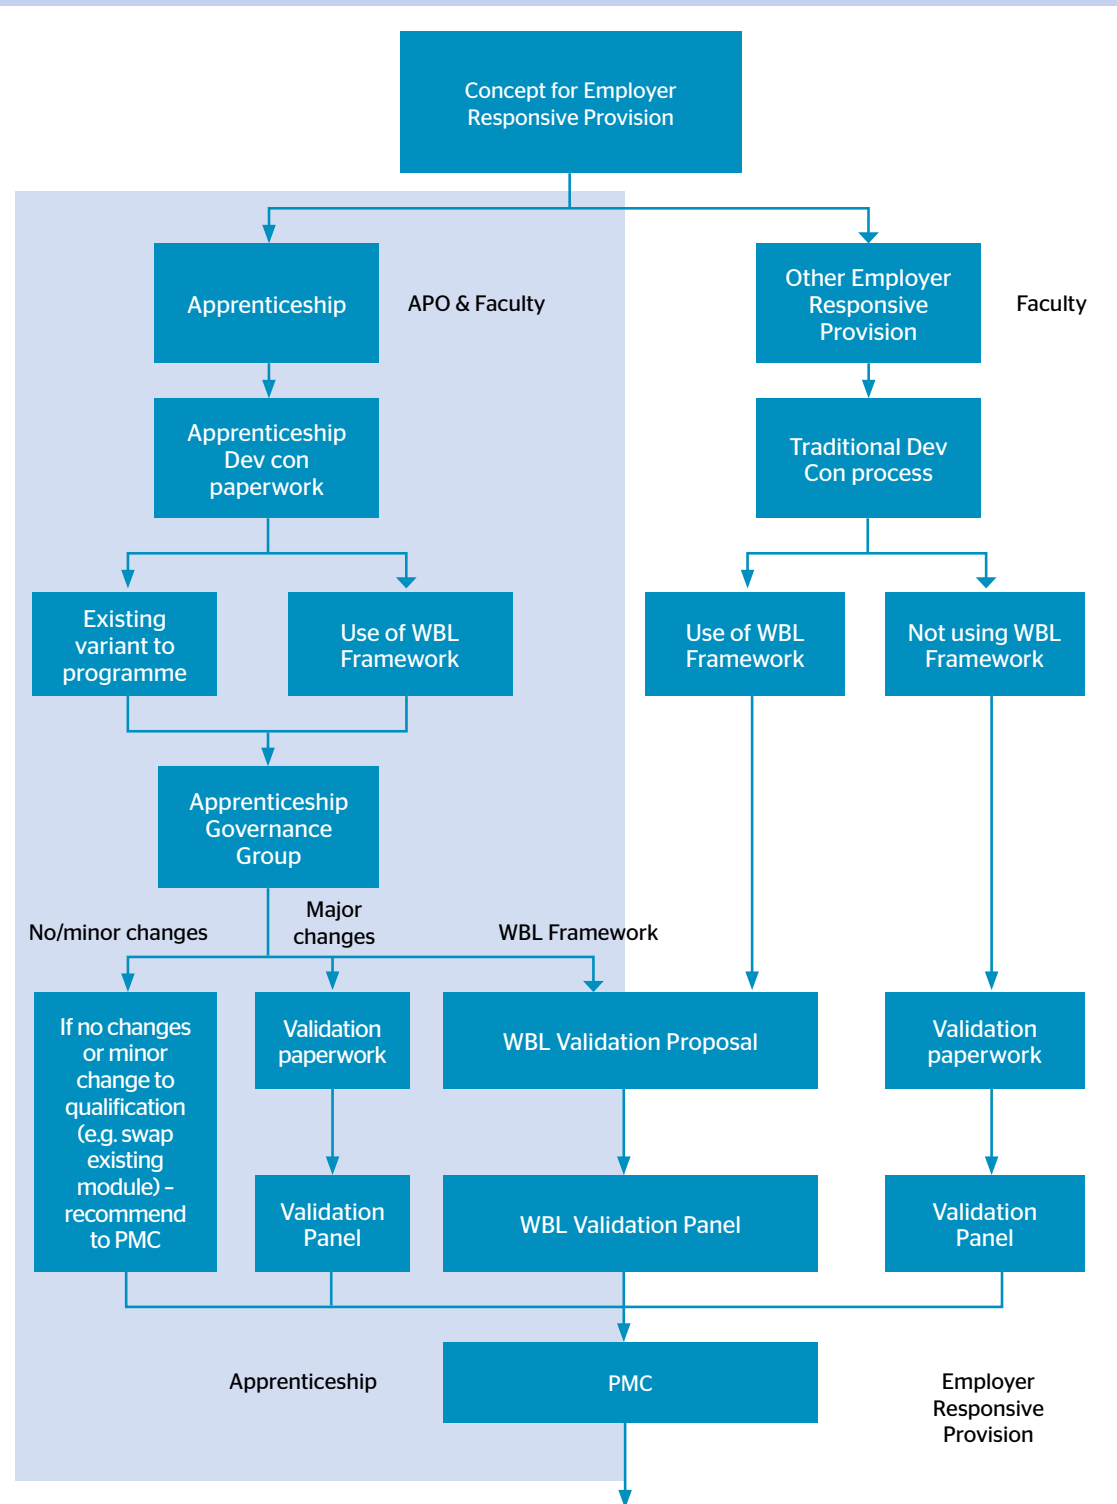 Concept for Employer
Responsive Provision
Apprenticeship
APO & Faculty
Other Employer
Responsive
Provision
Faculty
Apprenticeship
Dev con
paperwork
Traditional Dev
Con process
Existing
variant to
programme
Use of WBL
Framework
Use of WBL
Framework
Not using WBL
Framework
Apprenticeship
Governance
Group
No/minor changes
Major
changes
WBL Framework
If no changes
or minor
change to
qualification
(e.g. swap
existing
module) –
recommend
to PMC
Validation
paperwork
WBL Validation Proposal
Validation
paperwork
Validation
Panel
WBL Validation Panel
Validation
Panel
Apprenticeship
PMC
Employer
Responsive
Provision